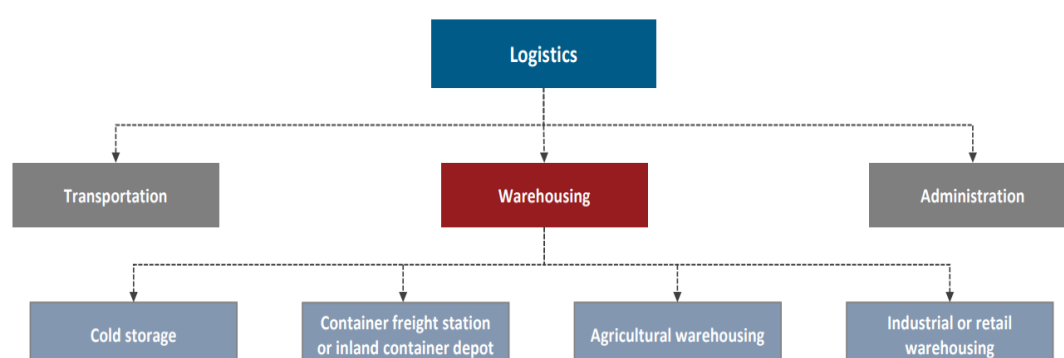 Logistics
Transportation
Warehousing
Administration
Cold storage
Container freight station
or inland container depot
Agricultural warehousing
Industrial or retail
warehousing